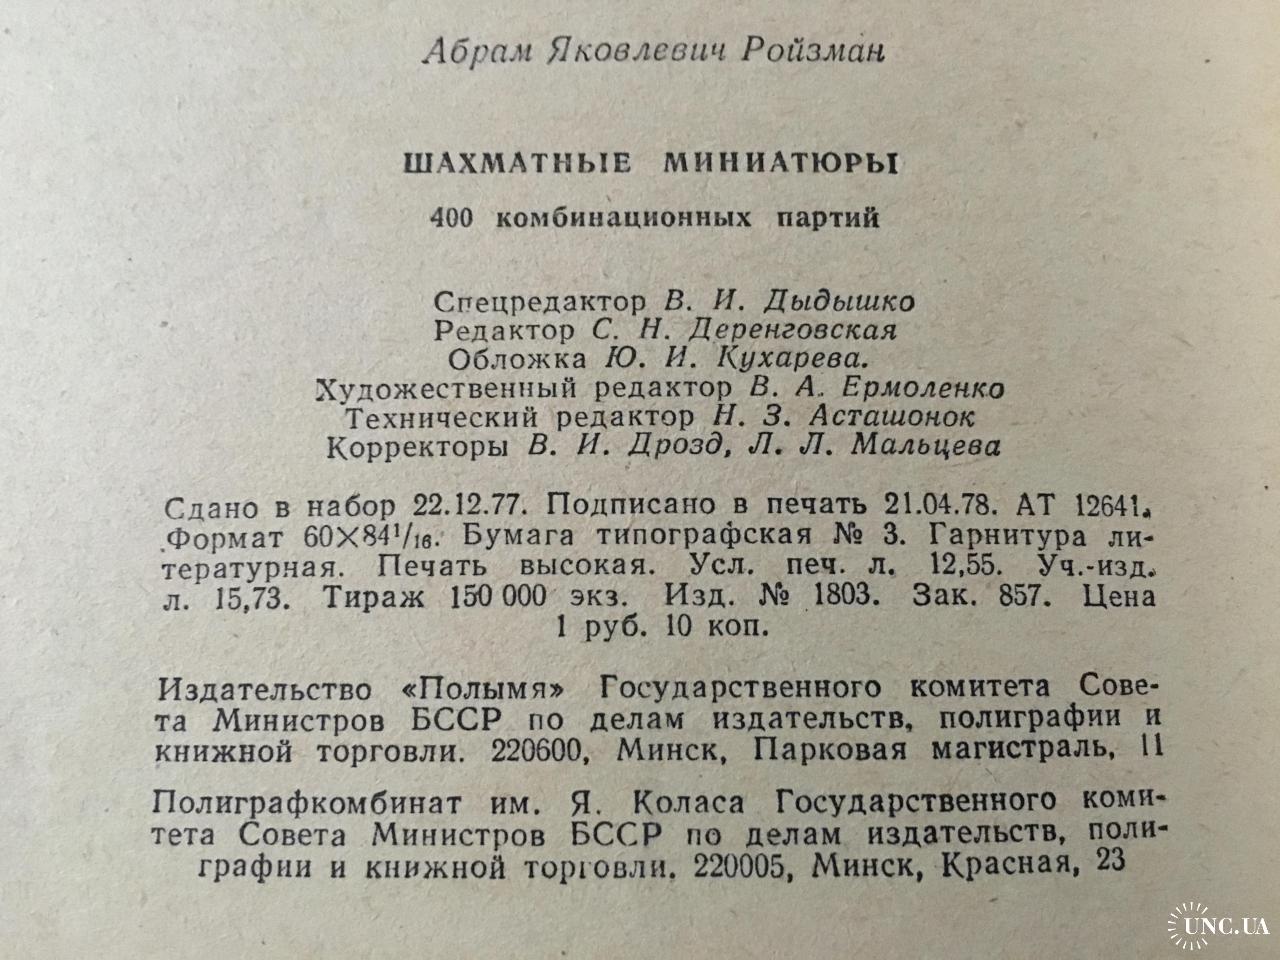 Абрам Яковлевич Ройзман
ШАХМАТНЫЕ МИНИАТЮРЫ
400 комбинационных партий
Спецредактор В. И. Дыдышко
Редактор С. Н. Деренговская
Обложка Ю. И. Кухарева.
Художественный редактор В. А. Ермоленко
Технический редактор Н. З. Асташонок
Корректоры В. И. Дрозд, Л. Л. Мальцева
Сдано в набор 22.12.77. Подписано в печать 21.04.78. АТ 12641.
Формат 60×84¹/₁₆. Бумага типографская № 3. Гарнитура ли-
тературная. Печать высокая. Усл. печ. л. 12,55. Уч.-изд.
л. 15,73. Тираж 150 000 экз. Изд. № 1803. Зак. 857. Цена
1 руб. 10 коп.
Издательство «Полымя» Государственного комитета Сове-
та Министров БССР по делам издательств, полиграфии и
книжной торговли. 220600, Минск, Парковая магистраль, 11
Полиграфкомбинат им. Я. Коласа Государственного коми-
тета Совета Министров БССР по делам издательств, поли-
графии и книжной торговли. 220005, Минск, Красная, 23
UNC.UA